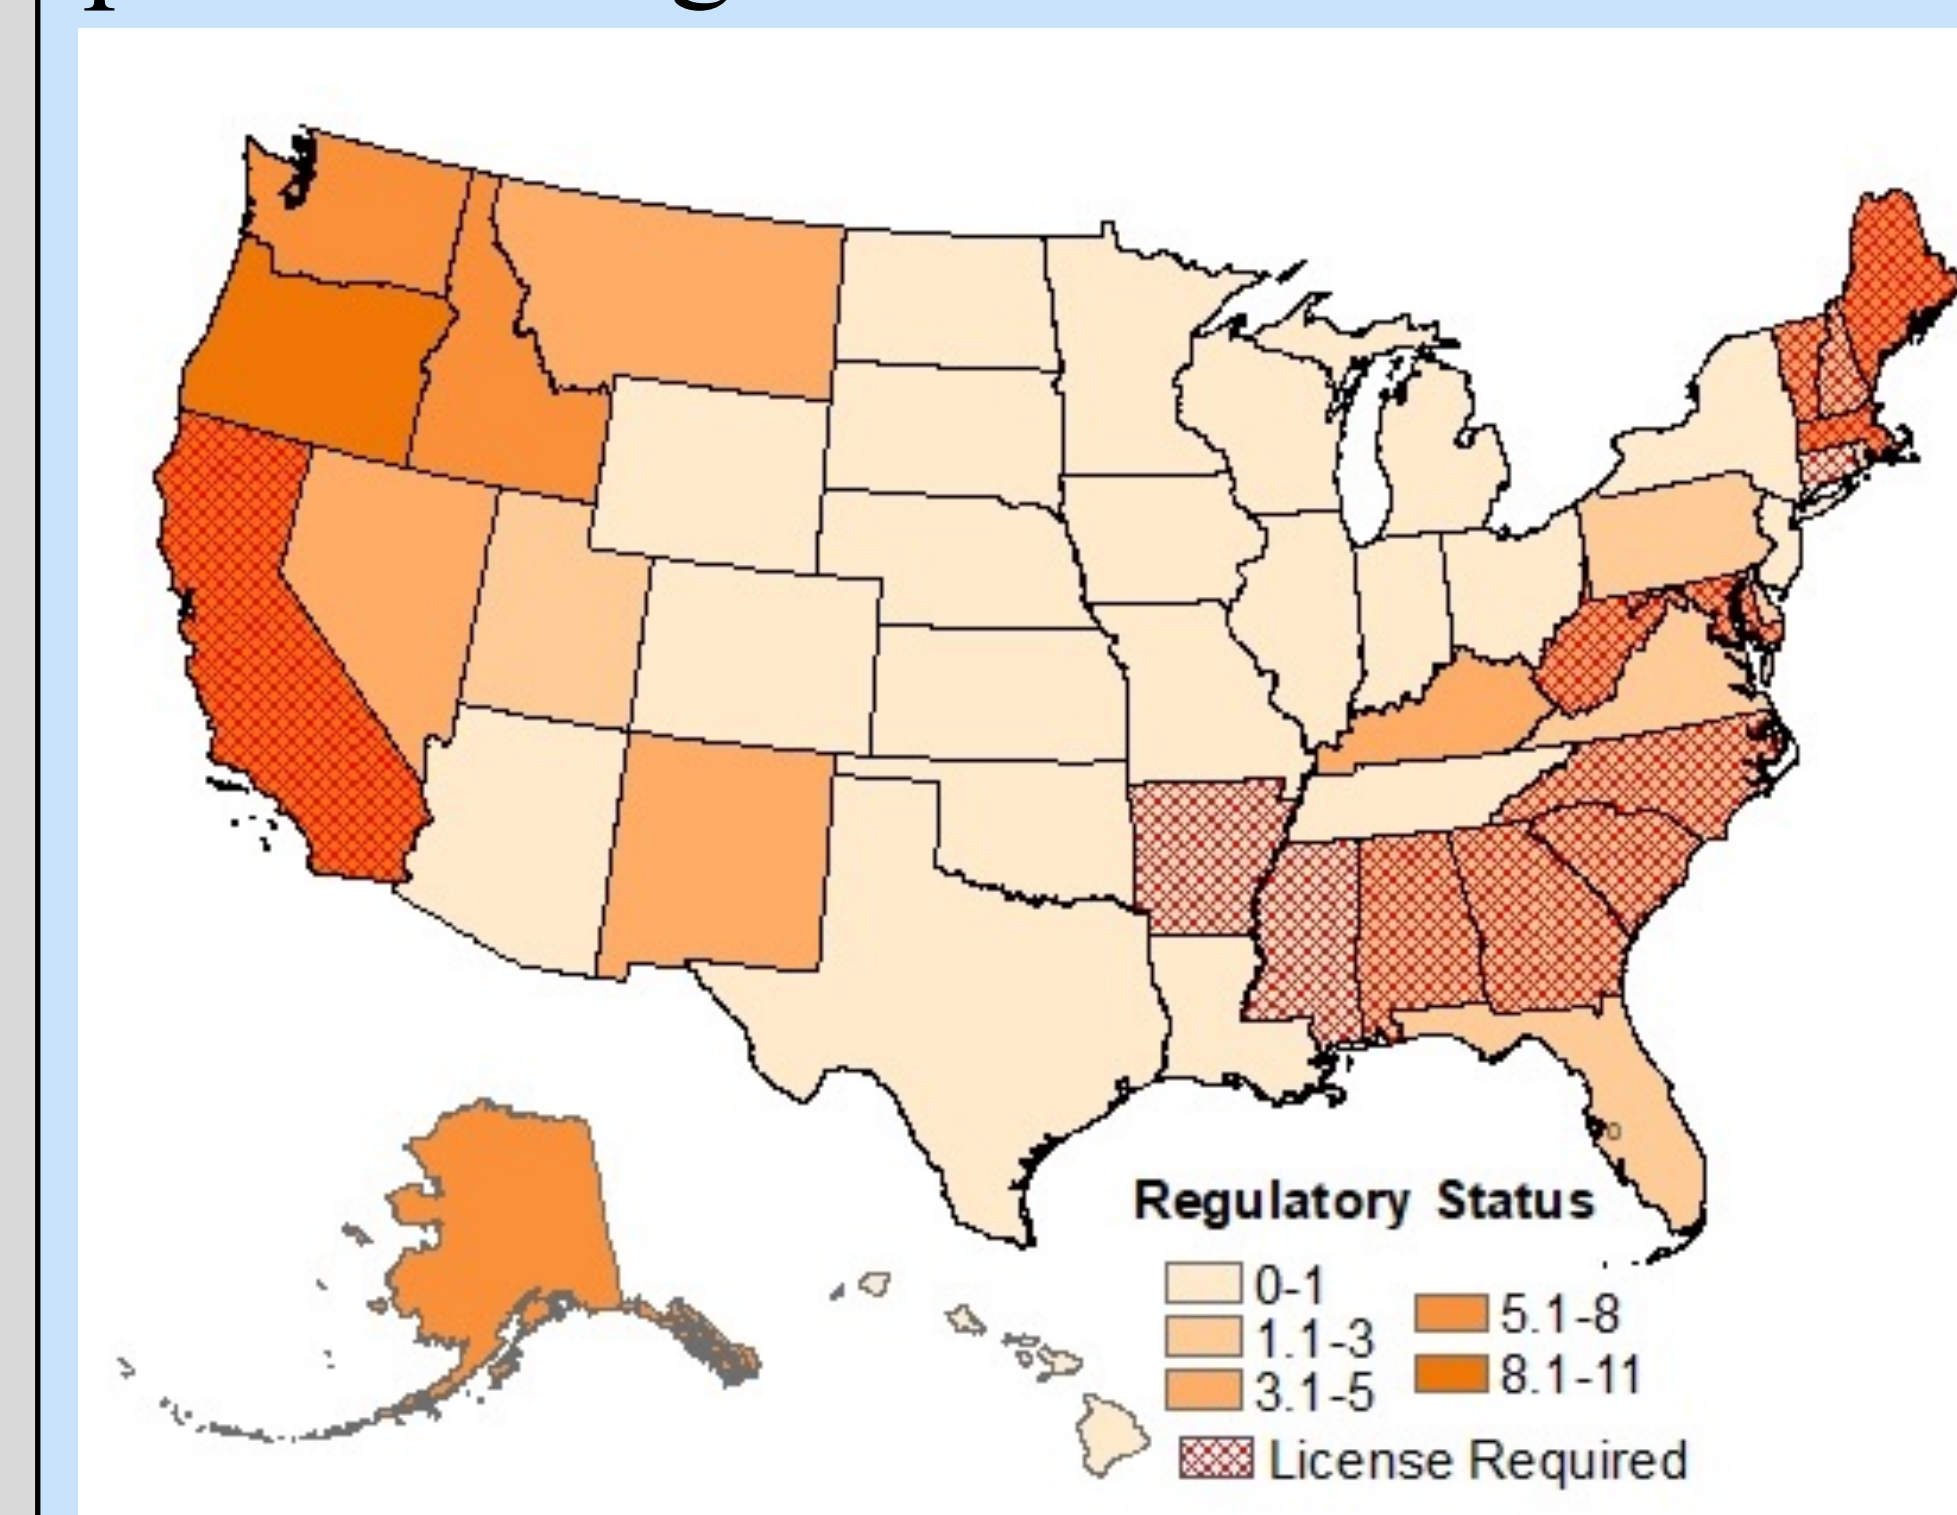 Regulatory Status
0-1
1.1-3
3.1-5
5.1-8
8.1-11
License Required